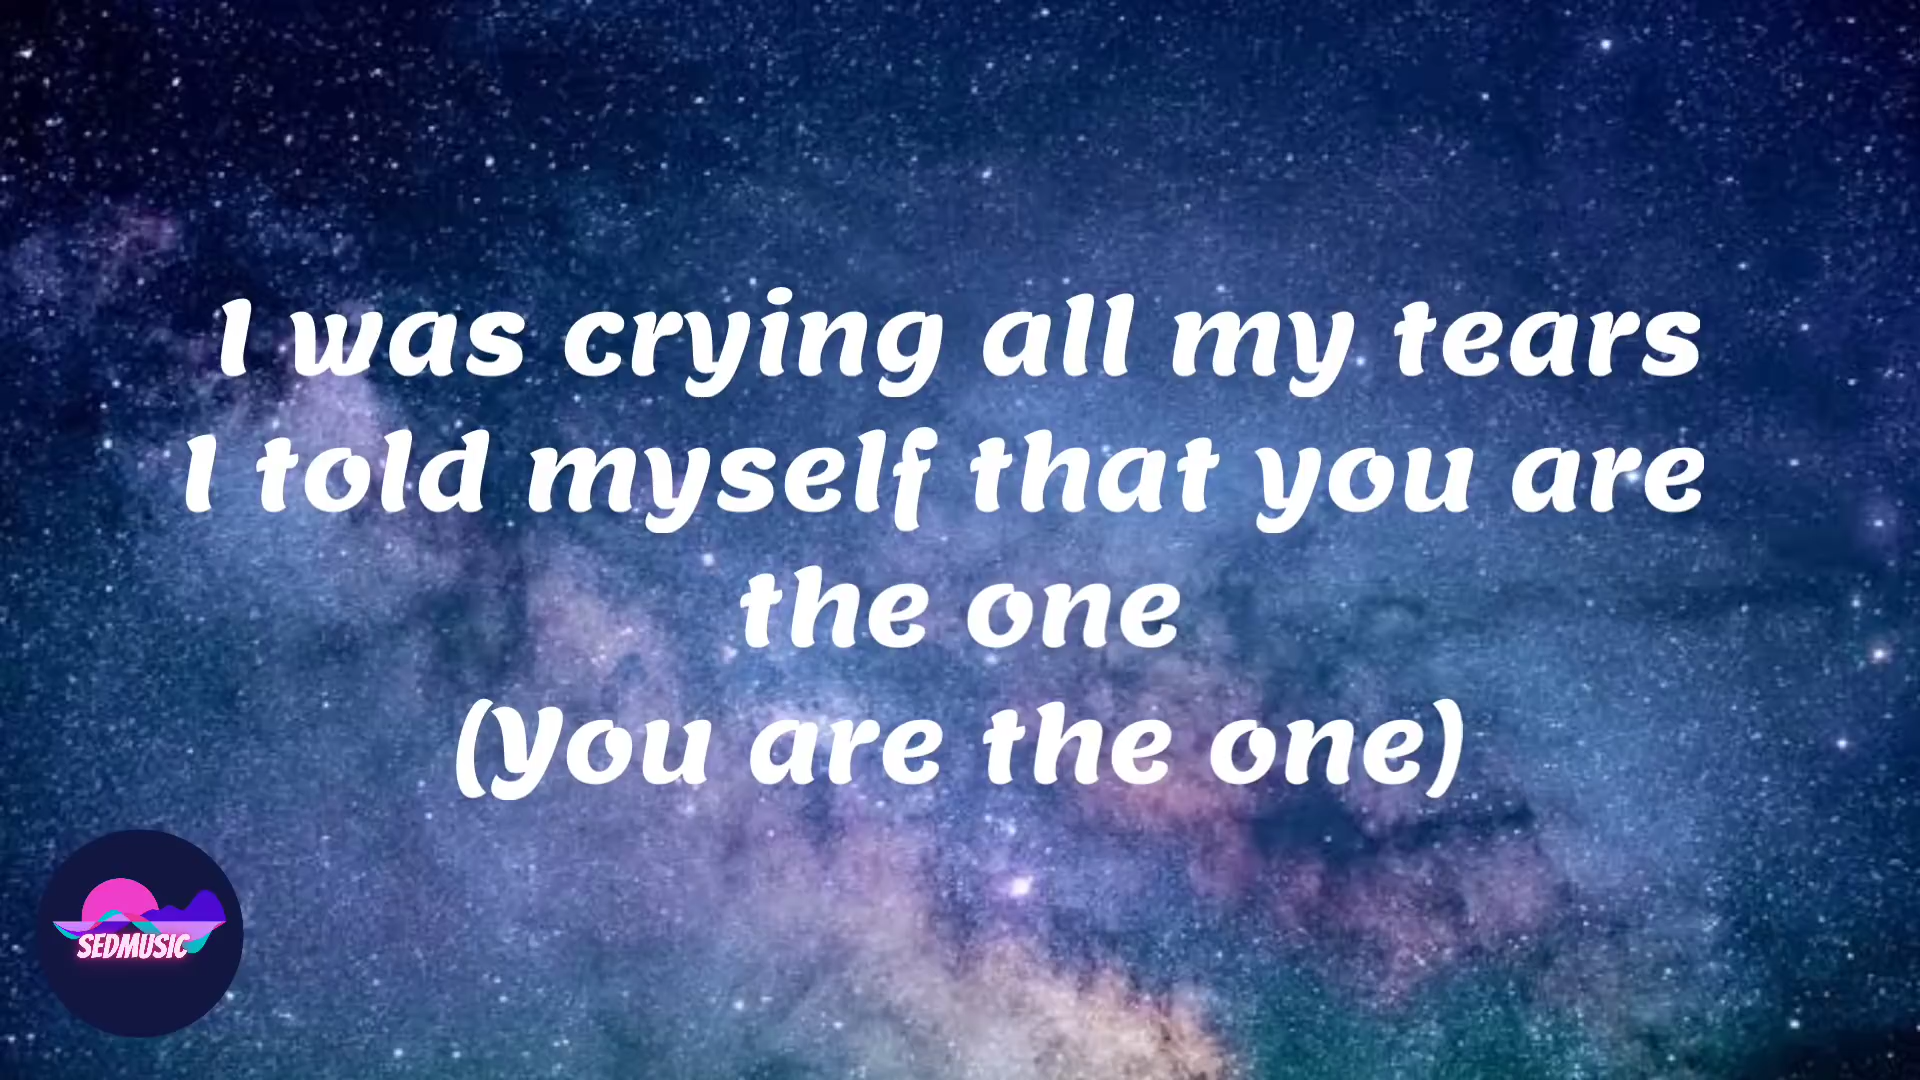 I was crying all my tears
I told myself that you are
the one
(You are the one)
SEDMUSIC